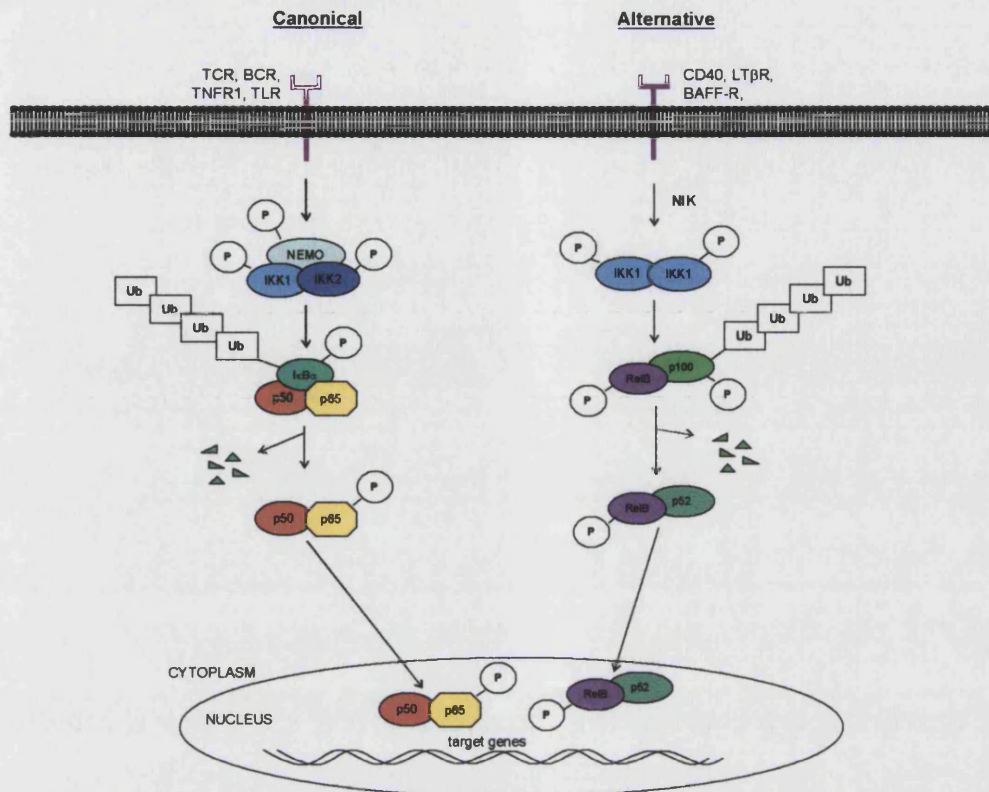 Canonical
Alternative
TCR, BCR,
TNFR1, TLR
CD40, LTβR,
BAFF-R,
NIK
P
P
NEMO
P
IKK1
IKK2
P
P
IKK1
IKK1
Ub
Ub
Ub
Ub
P
IκBα
p50
p65
Ub
Ub
Ub
Ub
RelB
p100
P
P
P
p50
p65
RelB
p52
P
CYTOPLASM
NUCLEUS
P
p50
p65
RelB
p52
P
target genes